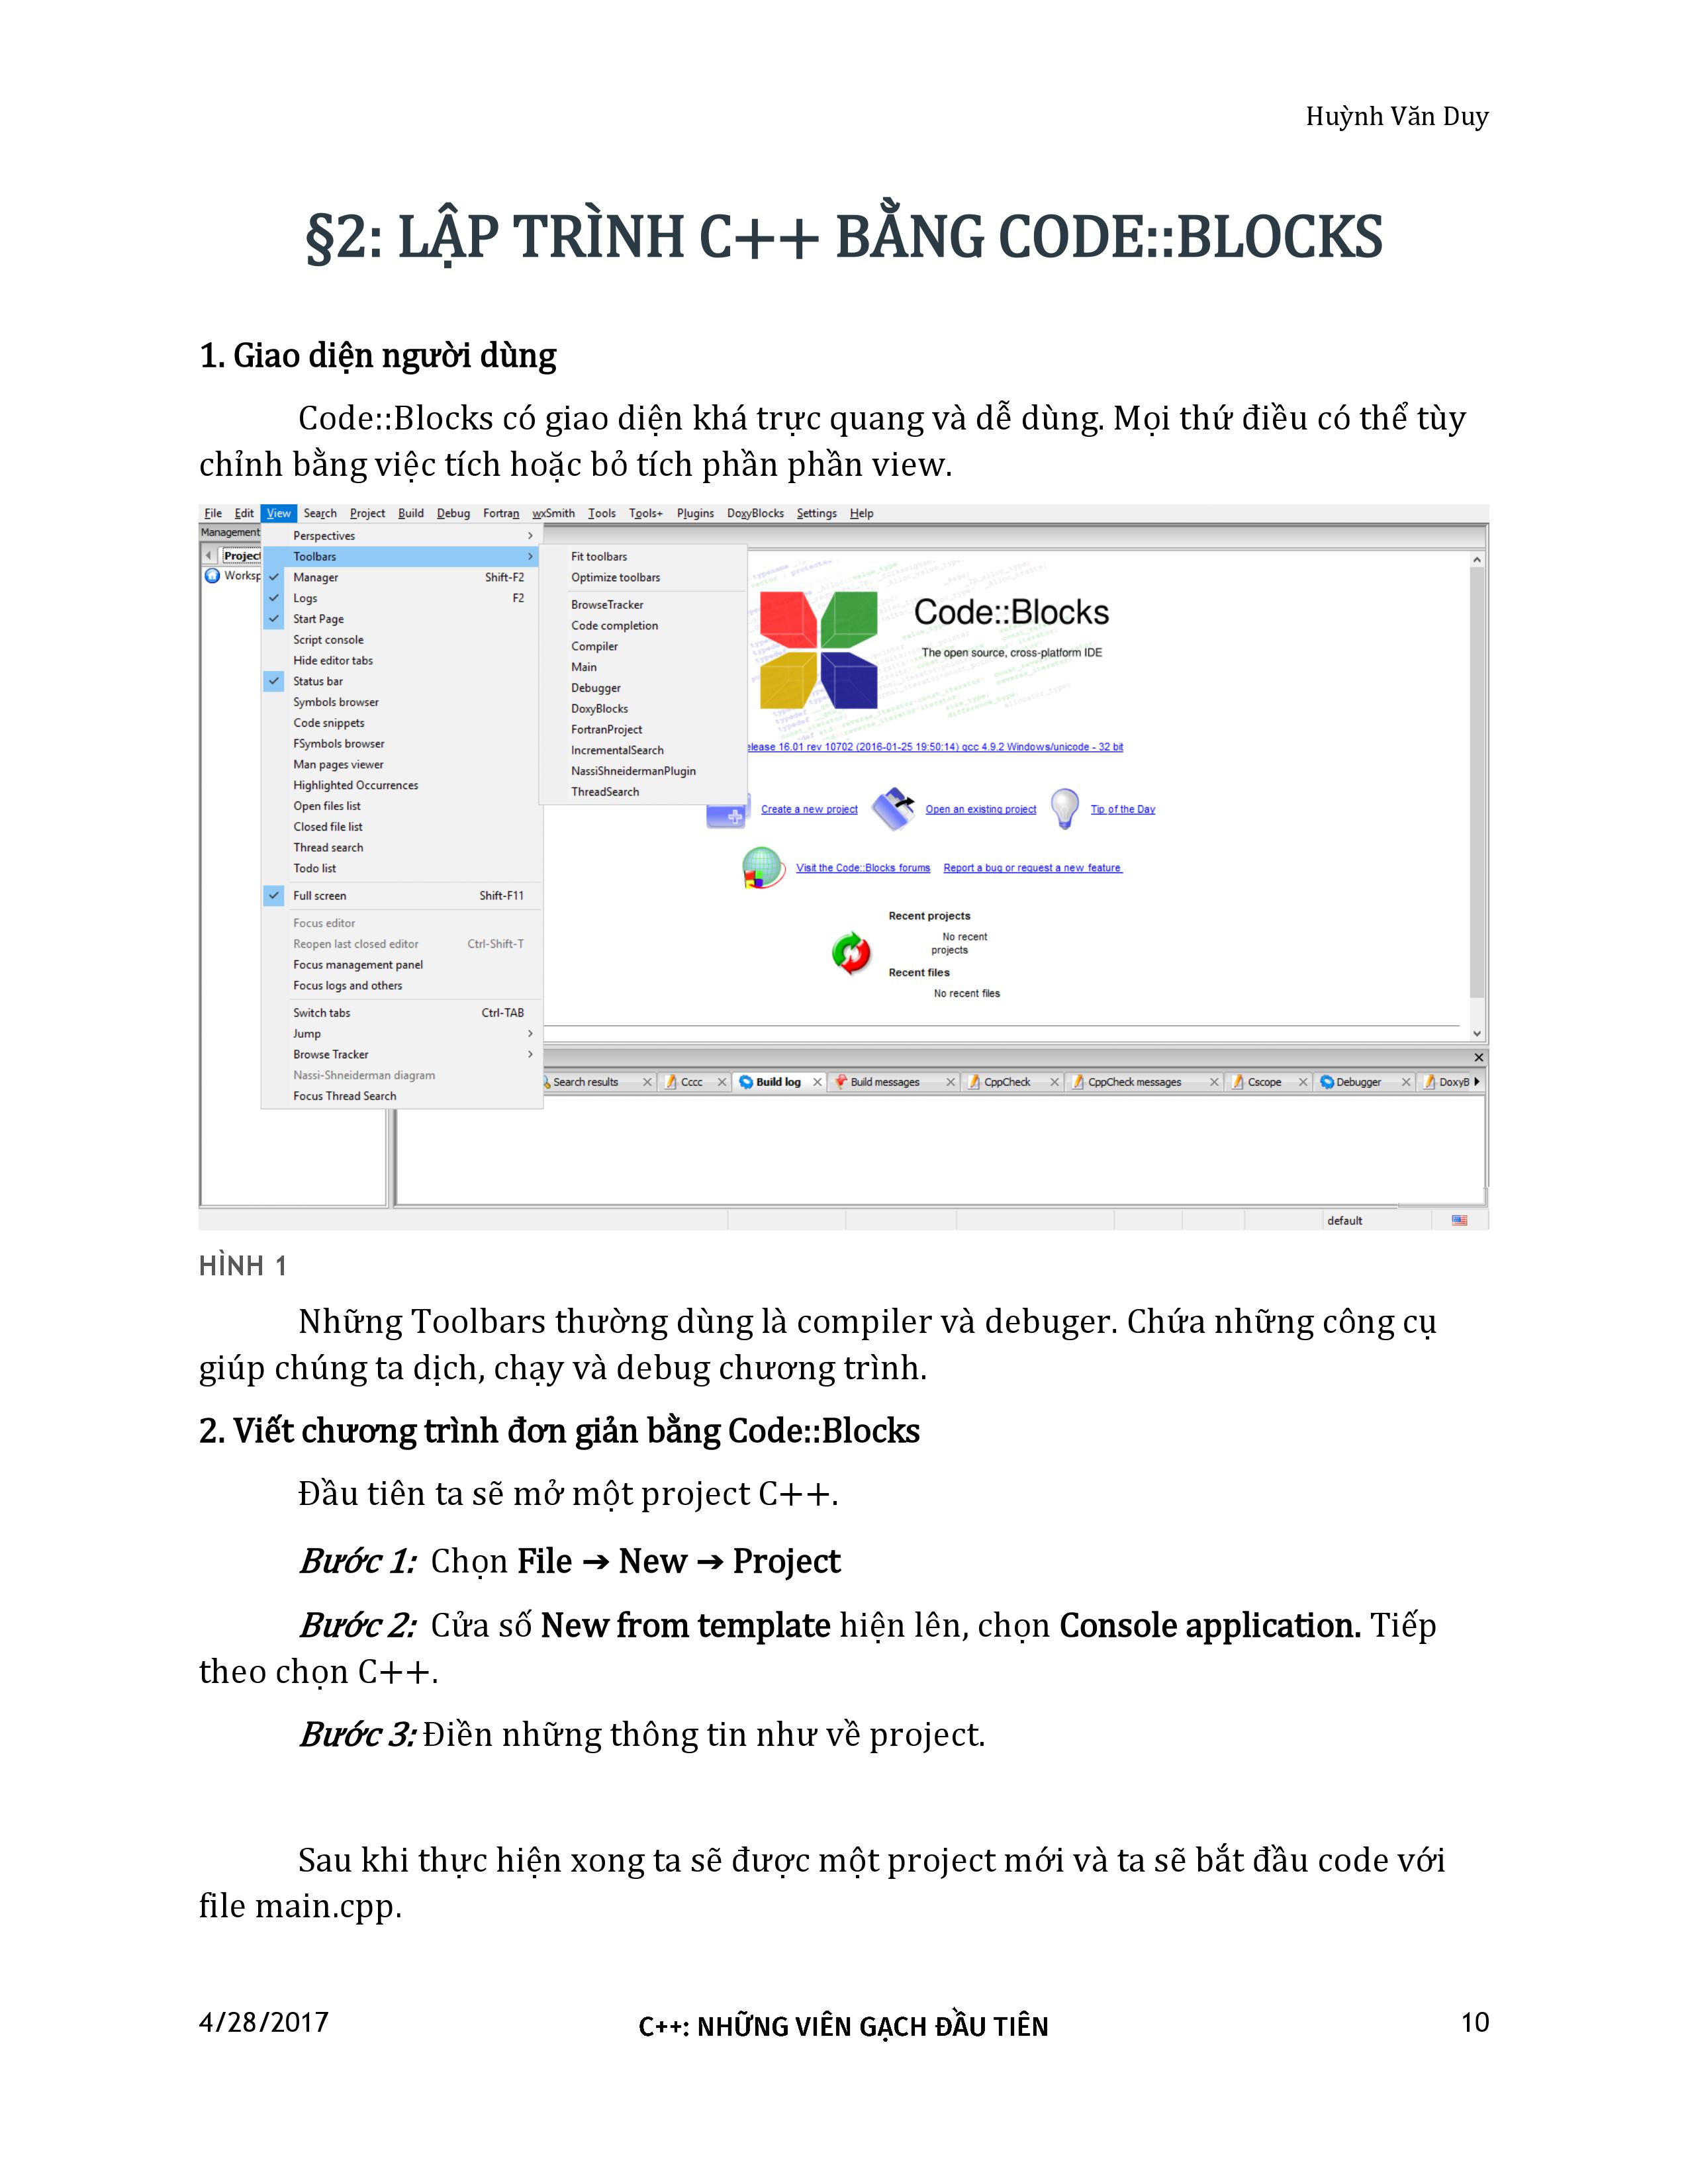 Huỳnh Văn Duy
§2: LẬP TRÌNH C++ BẰNG CODE::BLOCKS
1. Giao diện người dùng
Code::Blocks có giao diện khá trực quang và dễ dùng. Mọi thứ điều có thể tùy
chỉnh bằng việc tích hoặc bỏ tích phần phần view.
File Edit View Search Project Build Debug Fortran wxSmith Tools Tools+ Plugins DoxyBlocks Settings Help
Management
Project
Perspectives
Toolbars
Manager Shift-F2
Logs F2
Start Page
Script console
Hide editor tabs
Status bar
Symbols browser
Code snippets
FSymbols browser
Man pages viewer
Highlighted Occurrences
Open files list
Closed file list
Thread search
Todo list
Full screen Shift-F11
Focus editor
Reopen last closed editor Ctrl-Shift-T
Focus management panel
Focus logs and others
Switch tabs Ctrl-TAB
Jump
Browse Tracker
Nassi-Shneiderman diagram
Focus Thread Search
Fit toolbars
Optimize toolbars
BrowseTracker
Code completion
Compiler
Main
Debugger
DoxyBlocks
FortranProject
IncrementalSearch
NassiShneidermanPlugin
ThreadSearch
Code::Blocks
The open source, cross-platform IDE
elease 16.01 rev 10702 (2016-01-25 19:50:14) gcc 4.9.2 Windows/unicode - 32 bit
Create a new project Open an existing project Tip of the Day
Visit the Code::Blocks forums Report a bug or request a new feature
Recent projects
No recent
projects
Recent files
No recent files
Search results Cccc Build log Build messages CppCheck CppCheck messages Cscope Debugger DoxyB
default
HÌNH 1
Những Toolbars thường dùng là compiler và debuger. Chứa những công cụ
giúp chúng ta dịch, chạy và debug chương trình.
2. Viết chương trình đơn giản bằng Code::Blocks
Đầu tiên ta sẽ mở một project C++.
Bước 1: Chọn File ➔ New ➔ Project
Bước 2: Cửa số New from template hiện lên, chọn Console application. Tiếp
theo chọn C++.
Bước 3: Điền những thông tin như về project.
Sau khi thực hiện xong ta sẽ được một project mới và ta sẽ bắt đầu code với
file main.cpp.
4/28/2017 C++: NHỮNG VIÊN GẠCH ĐẦU TIÊN 10